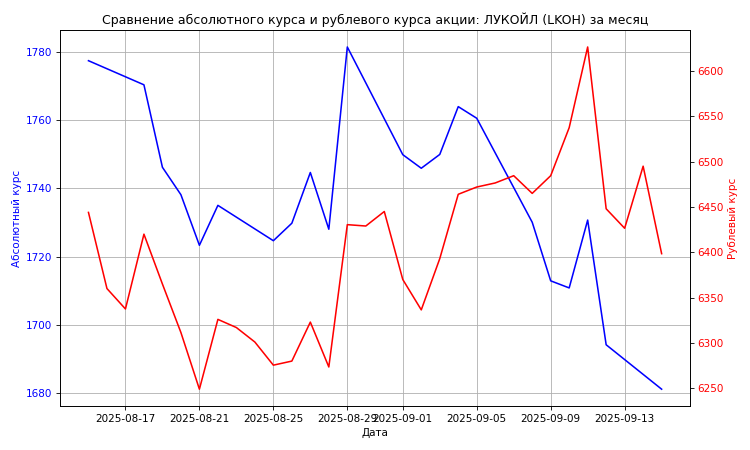 Сравнение абсолютного курса и рублевого курса акции: ЛУКОЙЛ (LKOH) за месяц
1780
1760
1740
1720
1700
1680
Абсолютный курс
6600
6550
6500
6450
6400
6350
6300
6250
Рублевый курс
2025-08-17 2025-08-21 2025-08-25 2025-08-29 2025-09-01 2025-09-05 2025-09-09 2025-09-13
Дата